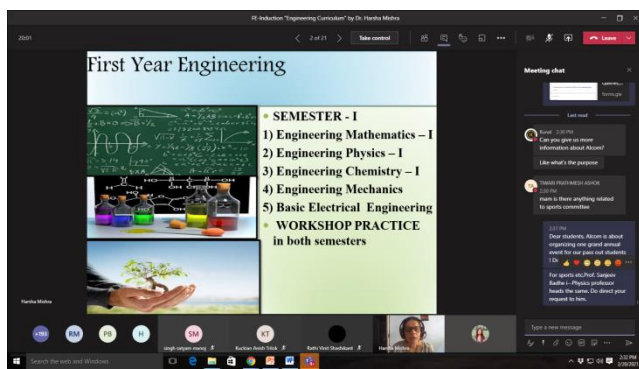 FE-Induction "Engineering Curriculum" by Dr. Harsha Mishra
20:01
2 of 21
Take control
Leave
First Year Engineering
SEMESTER - I
1) Engineering Mathematics – I
2) Engineering Physics – I
3) Engineering Chemistry – I
4) Engineering Mechanics
5) Basic Electrical Engineering
WORKSHOP PRACTICE
in both semesters
Meeting chat
Last read
Kunal 2:30 PM
Can you give us more
information about Alcom?
Like what's the purpose
TIWARI PRATHMESH ASHOK
2:30 PM
mam is there anything related
to sports committee
2:31 PM
Dear students, Alcom is about
organizing one grand annual
event for our pass out students
For sports etc,Prof. Sanjeev
Badhe i--Physics professor
heads the same. Do direct your
request to him.
Type a new message
Harsha Mishra
RM
PB
H
SM
KT
singh satyam manoj
Rathi Vinit Shashikant
Harsha Mishra
Search the web and Windows
2:32 PM
2/20/2021